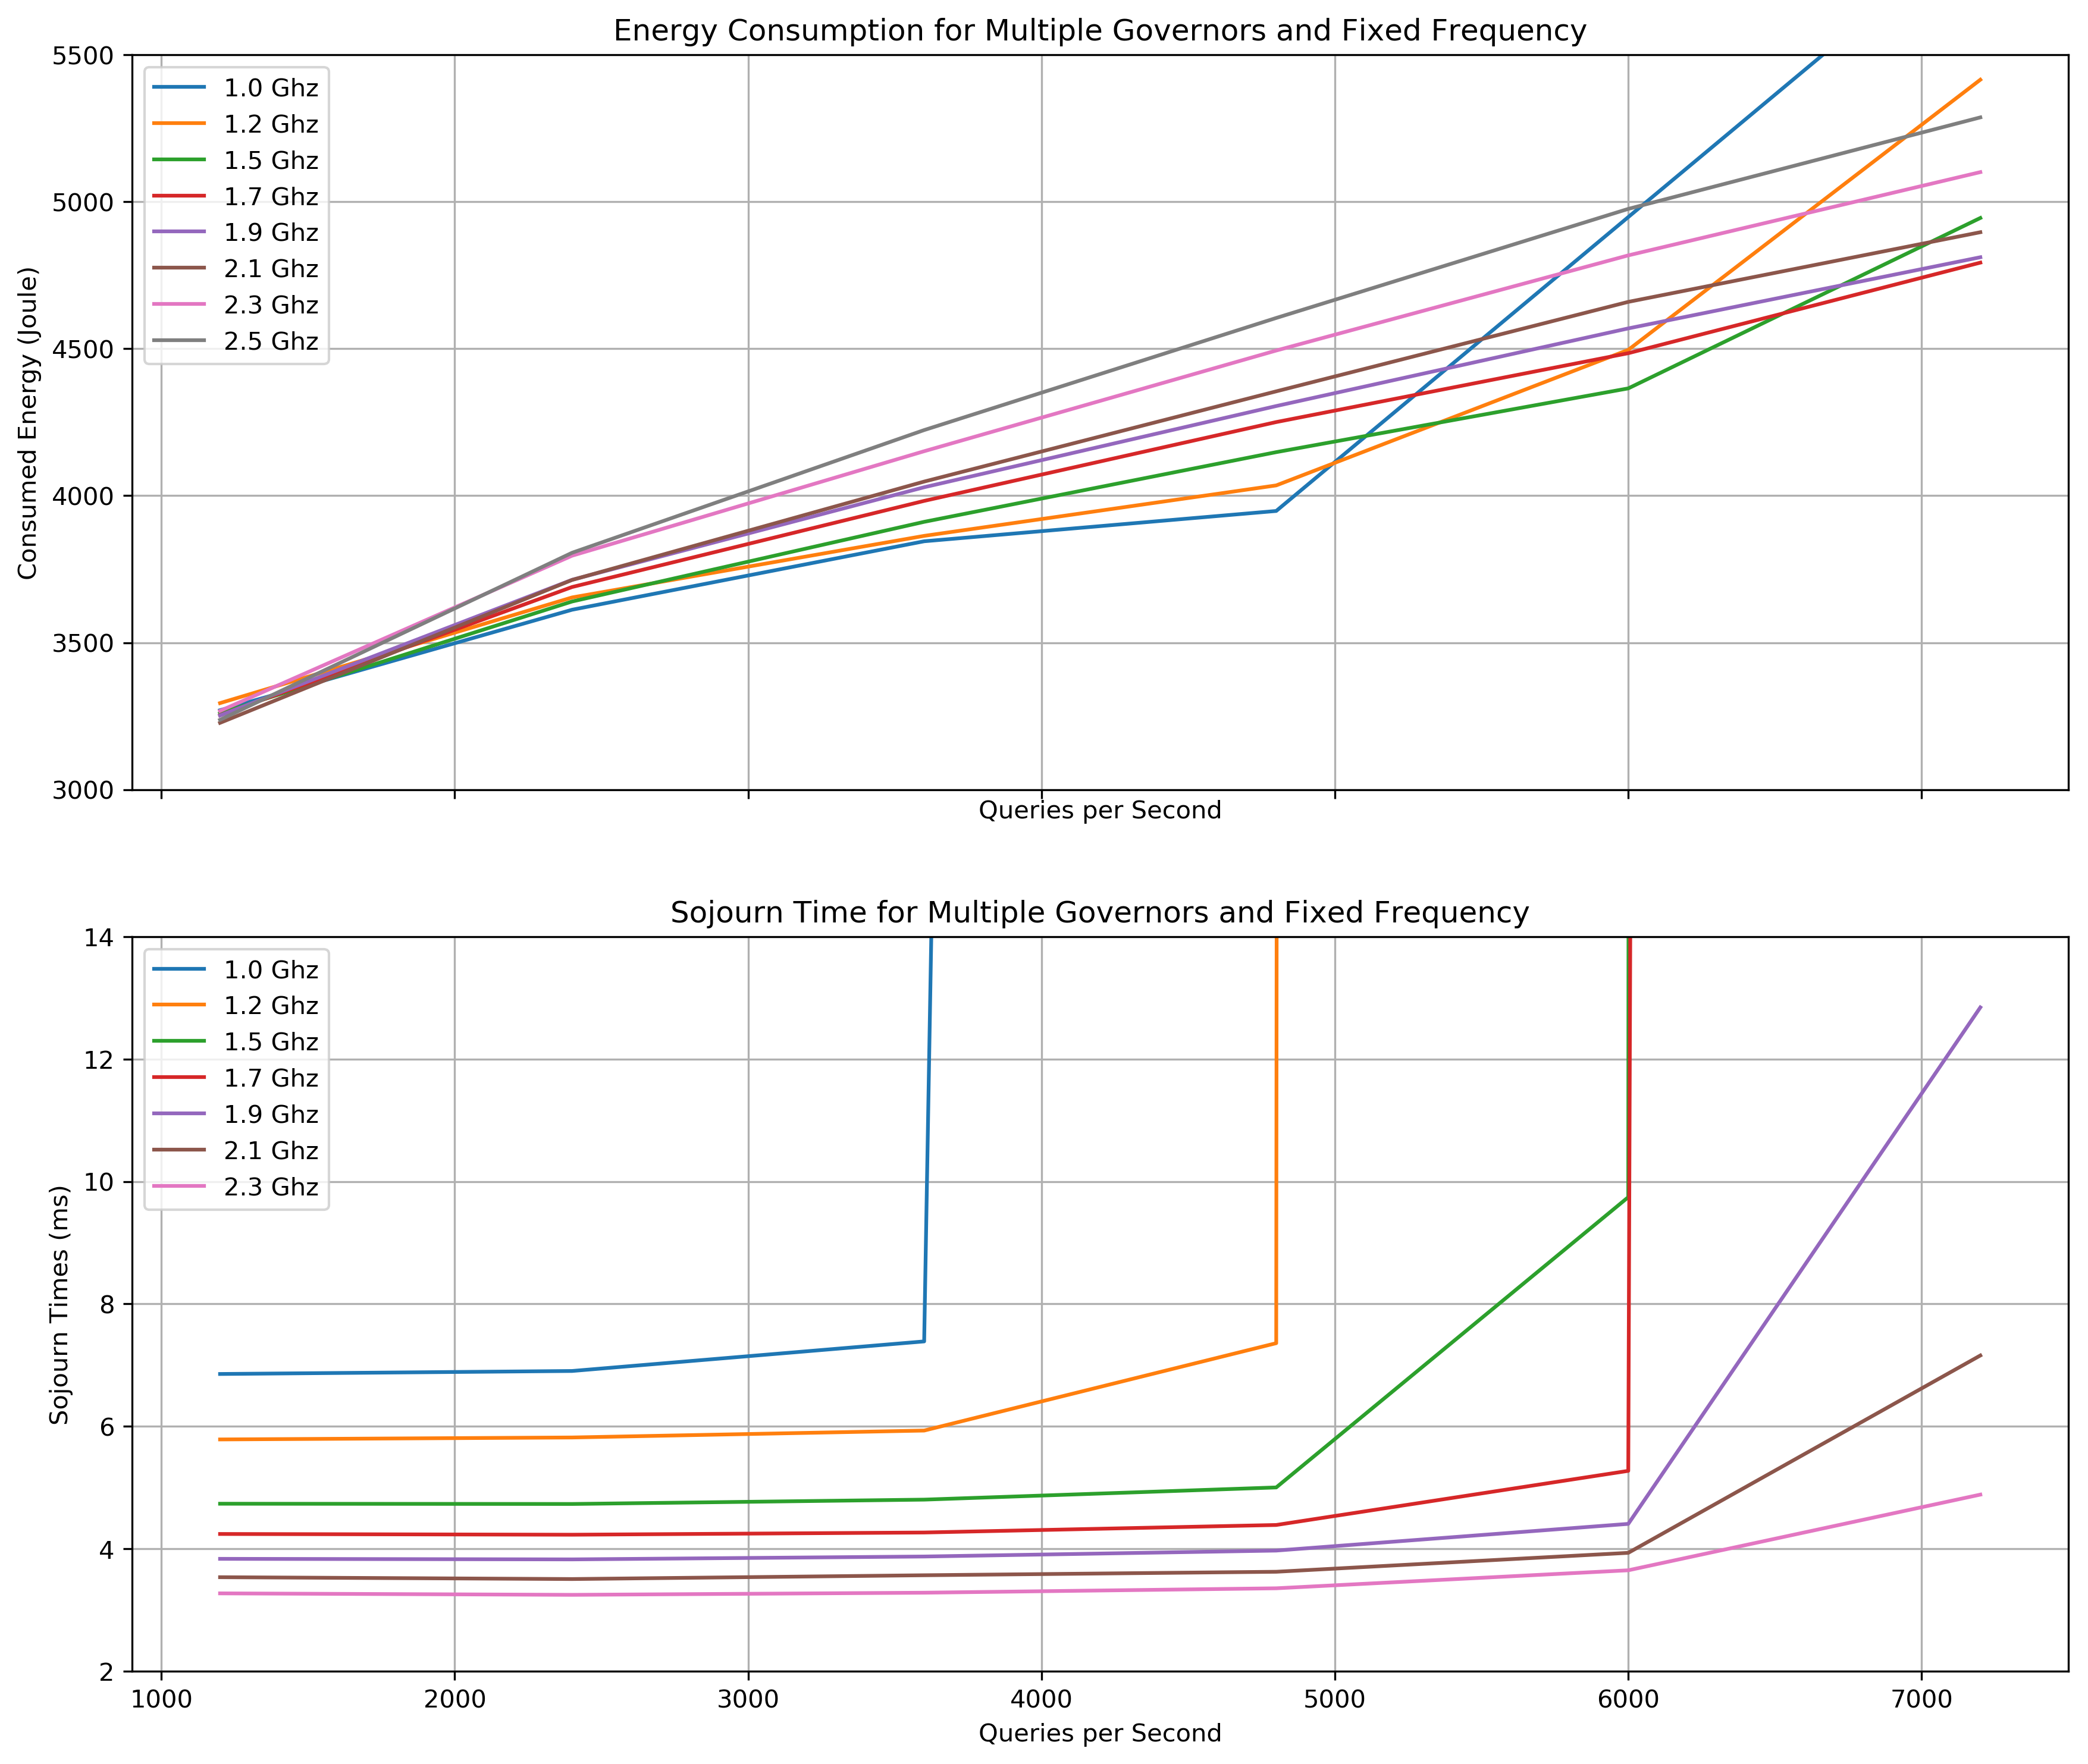 Energy Consumption for Multiple Governors and Fixed Frequency
5500
5000
4500
4000
3500
3000
Consumed Energy (Joule)
1.0 Ghz
1.2 Ghz
1.5 Ghz
1.7 Ghz
1.9 Ghz
2.1 Ghz
2.3 Ghz
2.5 Ghz
Queries per Second
Sojourn Time for Multiple Governors and Fixed Frequency
14
12
10
8
6
4
2
Sojourn Times (ms)
1.0 Ghz
1.2 Ghz
1.5 Ghz
1.7 Ghz
1.9 Ghz
2.1 Ghz
2.3 Ghz
1000 2000 3000 4000 5000 6000 7000
Queries per Second